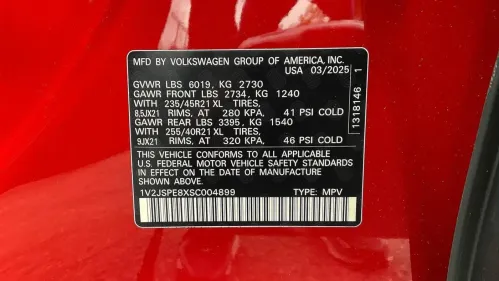 MFD BY VOLKSWAGEN GROUP OF AMERICA, INC.
USA 03/2025
GVWR LBS 6019, KG 2730
GAWR FRONT LBS 2734, KG 1240
WITH 235/45R21 XL TIRES,
8,5JX21 RIMS, AT 280 KPA, 41 PSI COLD
GAWR REAR LBS 3395, KG 1540
WITH 255/40R21 XL TIRES,
9JX21 RIMS, AT 320 KPA, 46 PSI COLD
THIS VEHICLE CONFORMS TO ALL APPLICABLE
U.S. FEDERAL MOTOR VEHICLE SAFETY STANDARDS
IN EFFECT ON THE DATE OF MANUFACTURE
SHOWN ABOVE
1V2JSPE8XSC004899 TYPE: MPV
1318146 1